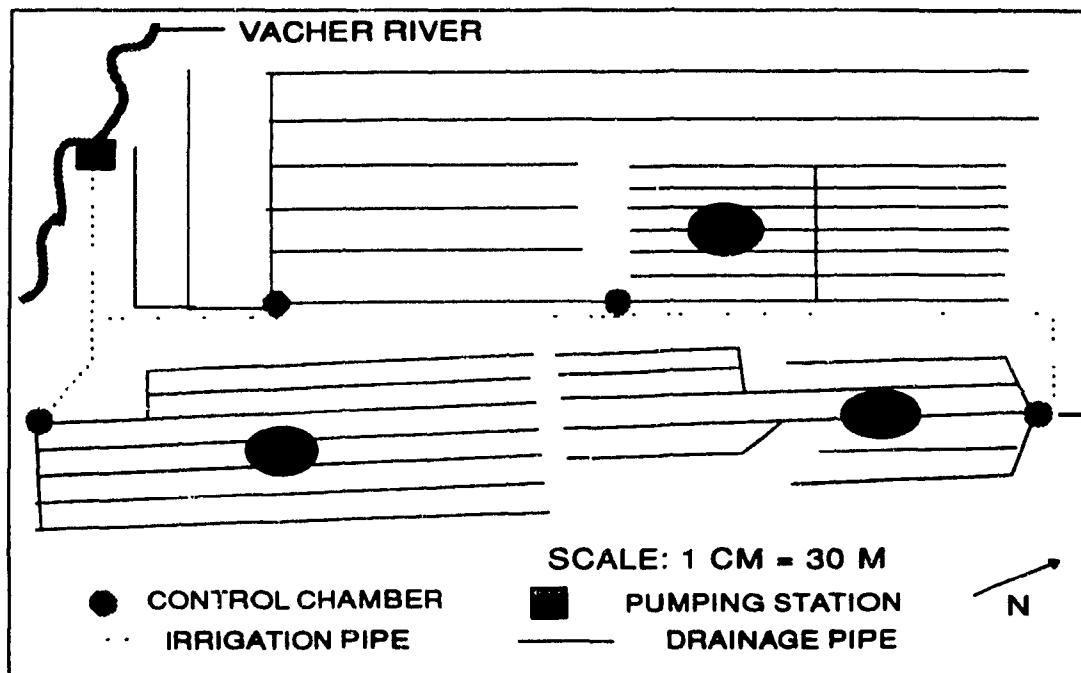 VACHER RIVER
SCALE: 1 CM = 30 M
CONTROL CHAMBER
PUMPING STATION
N
IRRIGATION PIPE
DRAINAGE PIPE